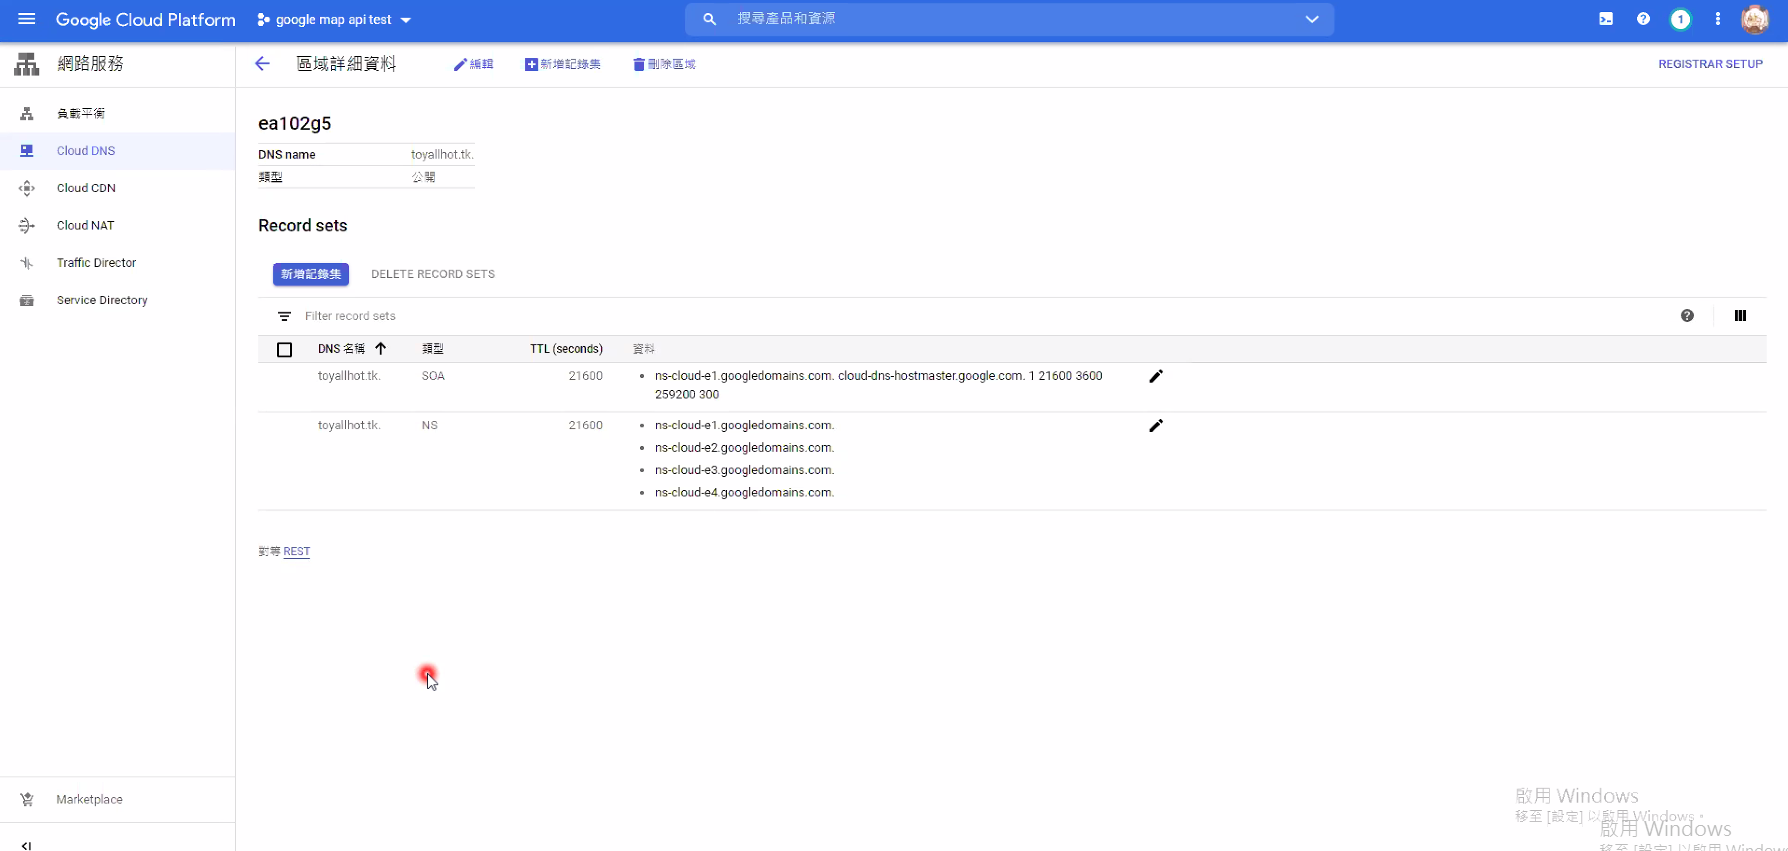 Google Cloud Platform
google map api test
搜尋產品和資源
1
網路服務
區域詳細資料
編輯
新增記錄集
刪除區域
REGISTRAR SETUP
負載平衡
Cloud DNS
Cloud CDN
Cloud NAT
Traffic Director
Service Directory
ea102g5
DNS name toyallhot.tk.
類型 公開
Record sets
新增記錄集
DELETE RECORD SETS
Filter record sets
DNS 名稱 類型 TTL (seconds) 資料
toyallhot.tk. SOA 21600 ns-cloud-e1.googledomains.com. cloud-dns-hostmaster.google.com. 1 21600 3600
259200 300
toyallhot.tk. NS 21600 ns-cloud-e1.googledomains.com.
ns-cloud-e2.googledomains.com.
ns-cloud-e3.googledomains.com.
ns-cloud-e4.googledomains.com.
對等 REST
Marketplace
啟用 Windows
移至 [設定] 以啟用 Windows。
啟用 Windows
移至 [設定] 以啟用 Windows